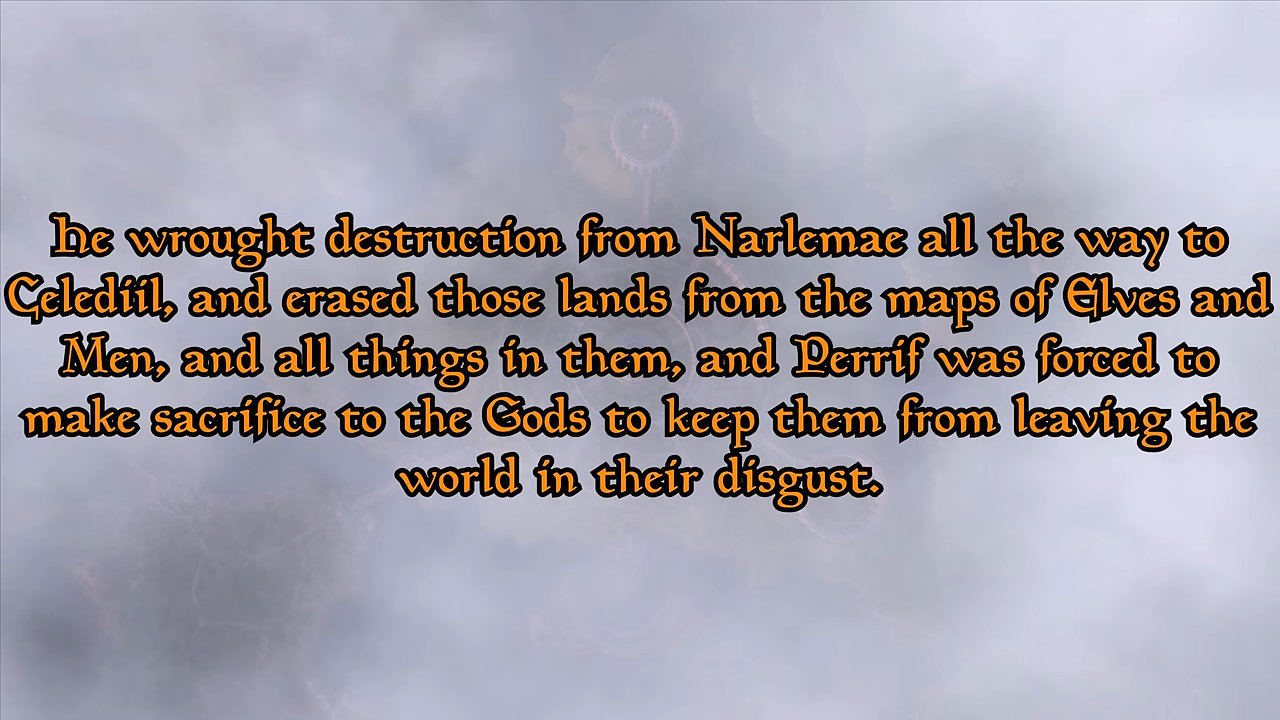 He wrought destruction from Narlemae all the way to
Celediil, and erased those lands from the maps of Elves and
Men, and all things in them, and Perrif was forced to
make sacrifice to the Gods to keep them from leaving the
world in their disgust.